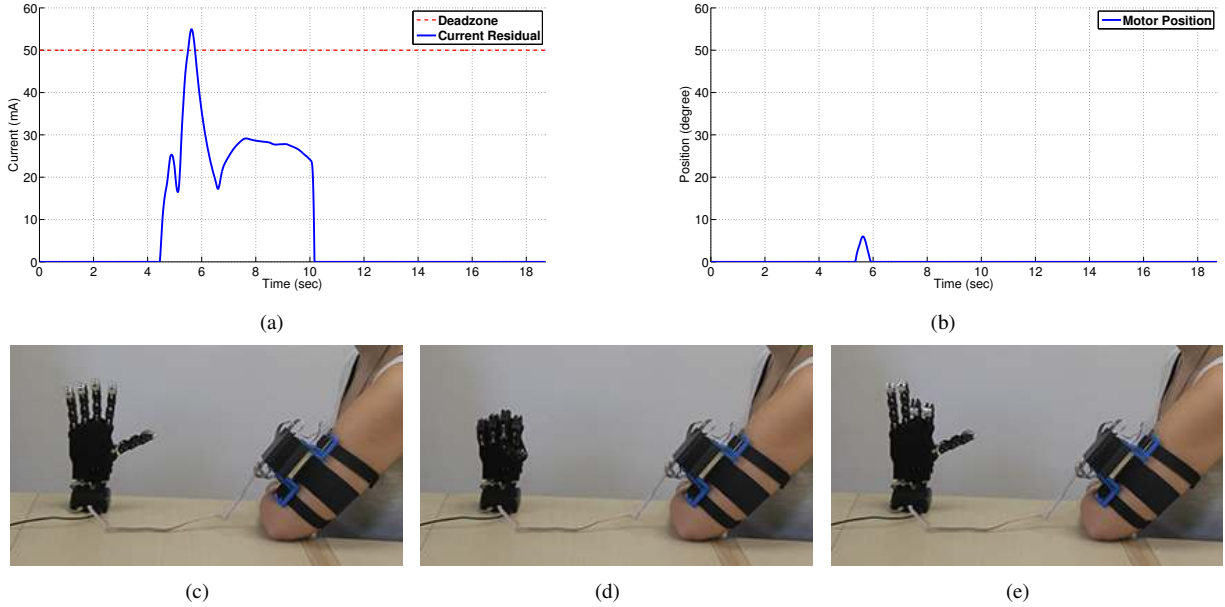 60
50
40
30
20
10
0
Current (mA)
0 2 4 6 8 10 12 14 16 18
Time (sec)
Deadzone
Current Residual
(a)
60
50
40
30
20
10
0
Position (degree)
0 2 4 6 8 10 12 14 16 18
Time (sec)
Motor Position
(b)
(c)
(d)
(e)